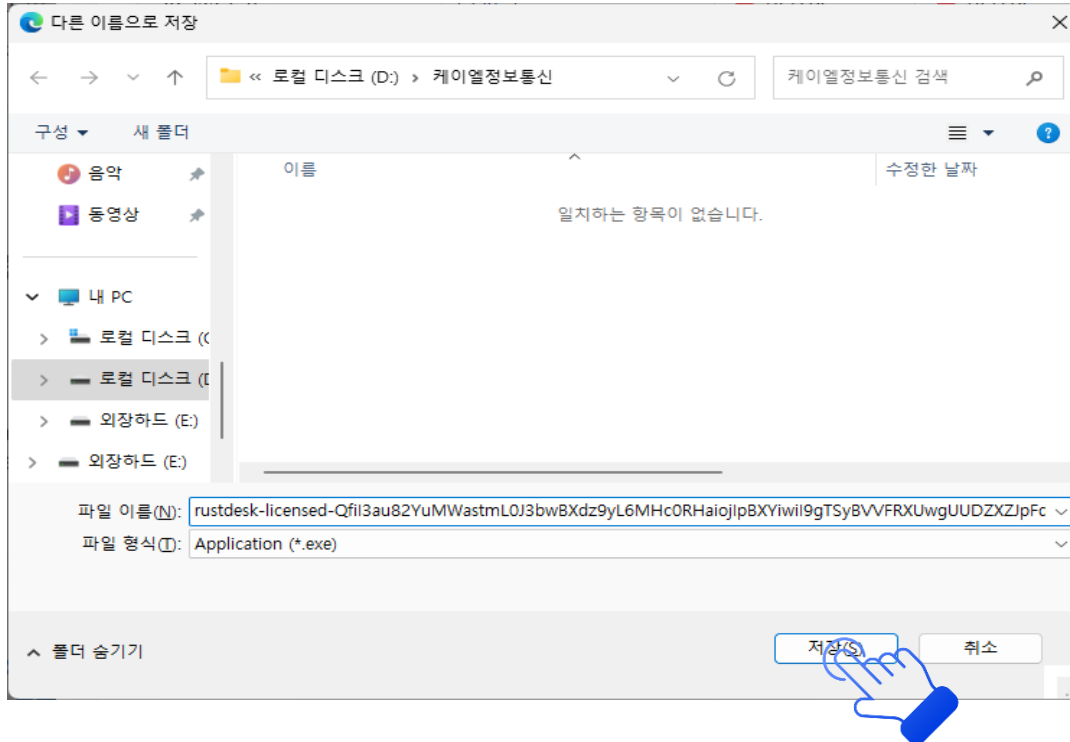 다른 이름으로 저장
« 로컬 디스크 (D:) › 케이엘정보통신
케이엘정보통신 검색
구성
새 폴더
음악
동영상
내 PC
로컬 디스크 (
로컬 디스크 (
외장하드 (E:)
외장하드 (E:)
이름
수정한 날짜
일치하는 항목이 없습니다.
파일 이름(N):
파일 형식(T): Application (*.exe)
폴더 숨기기
저장(S)
취소